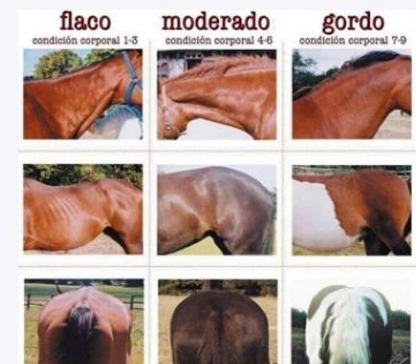 flaco moderado gordo
condición corporal 1-3 condición corporal 4-6 condición corporal 7-9